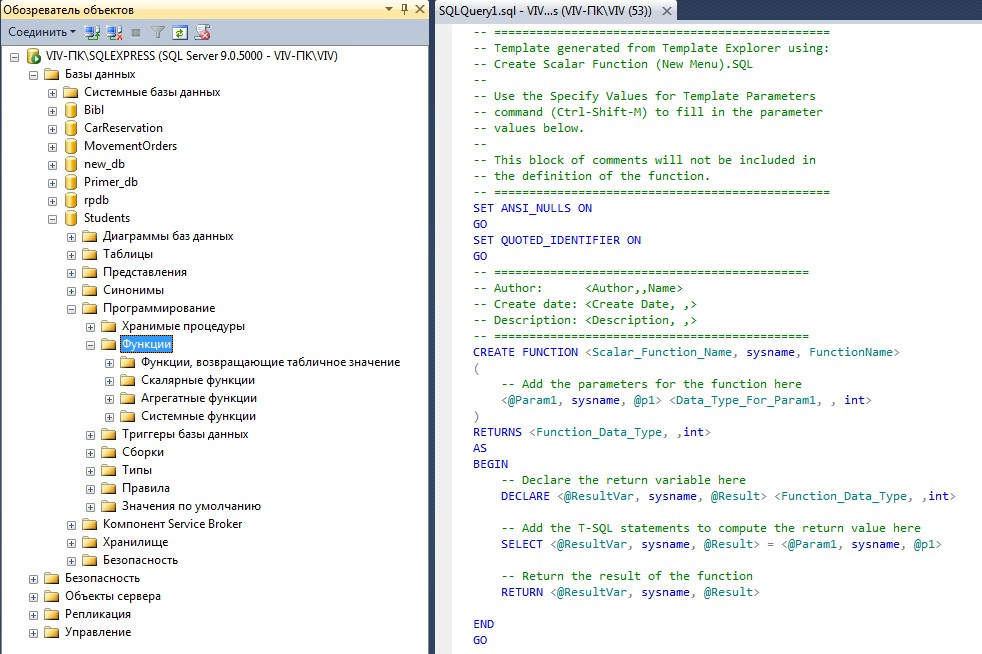 Обозреватель объектов
Соединить
VIV-ПК\SQLEXPRESS (SQL Server 9.0.5000 - VIV-ПК\VIV)
Базы данных
Системные базы данных
Bibl
CarReservation
MovementOrders
new_db
Primer_db
rpdb
Students
Диаграммы баз данных
Таблицы
Представления
Синонимы
Программирование
Хранимые процедуры
Функции
Функции, возвращающие табличное значение
Скалярные функции
Агрегатные функции
Системные функции
Триггеры базы данных
Сборки
Типы
Правила
Значения по умолчанию
Компонент Service Broker
Хранилище
Безопасность
Безопасность
Объекты сервера
Репликация
Управление
SQLQuery1.sql - VIV...s (VIV-ПК\VIV (53))
-- ================================================
-- Template generated from Template Explorer using:
-- Create Scalar Function (New Menu).SQL
--
-- Use the Specify Values for Template Parameters
-- command (Ctrl-Shift-M) to fill in the parameter
-- values below.
--
-- This block of comments will not be included in
-- the definition of the function.
-- ================================================
SET ANSI_NULLS ON
GO
SET QUOTED_IDENTIFIER ON
GO
-- =============================================
-- Author:      <Author,,Name>
-- Create date: <Create Date, ,>
-- Description: <Description, ,>
-- =============================================
CREATE FUNCTION <Scalar_Function_Name, sysname, FunctionName>
(
    -- Add the parameters for the function here
    <@Param1, sysname, @p1> <Data_Type_For_Param1, , int>
)
RETURNS <Function_Data_Type, ,int>
AS
BEGIN
    -- Declare the return variable here
    DECLARE <@ResultVar, sysname, @Result> <Function_Data_Type, ,int>
    -- Add the T-SQL statements to compute the return value here
    SELECT <@ResultVar, sysname, @Result> = <@Param1, sysname, @p1>
    -- Return the result of the function
    RETURN <@ResultVar, sysname, @Result>
END
GO